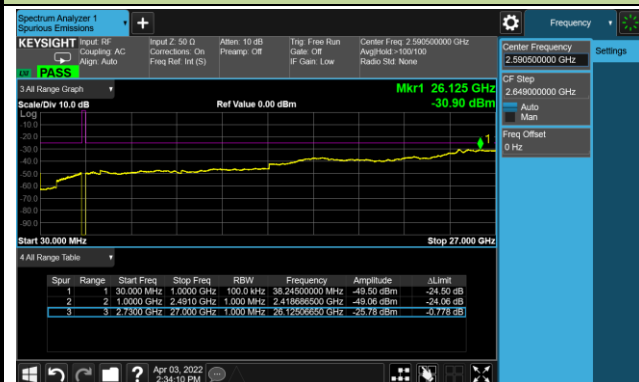 Spectrum Analyzer 1
Spurious Emissions
Frequency
KEYSIGHT Input: RF
Coupling: AC
Align: Auto
Input Z: 50 Ω
Corrections: On
Freq Ref: Int (S)
Atten: 10 dB
Preamp: Off
Trig: Free Run
Gate: Off
IF Gain: Low
Center Freq: 2.590500000 GHz
Avg|Hold:>100/100
Radio Std: None
PASS
Center Frequency
2.590500000 GHz
Settings
CF Step
2.649000000 GHz
Auto
Man
Freq Offset
0 Hz
3 All Range Graph
Mkr1 26.125 GHz
Scale/Div 10.0 dB
Ref Value 0.00 dBm
-30.90 dBm
Log
-10.0
-20.0
-30.0
-40.0
-50.0
-60.0
-70.0
-80.0
-90.0
1
Start 30.000 MHz
Stop 27.000 GHz
4 All Range Table
Spur Range Start Freq Stop Freq RBW Frequency Amplitude ΔLimit
1 1 30.000 MHz 1.0000 GHz 100.0 kHz 38.24500000 MHz -49.50 dBm -24.50 dB
2 2 1.0000 GHz 2.4910 GHz 1.000 MHz 2.418686500 GHz -49.06 dBm -24.06 dB
3 3 2.7300 GHz 27.000 GHz 1.000 MHz 26.12506650 GHz -25.78 dBm -0.778 dB
Apr 03, 2022
2:34:10 PM